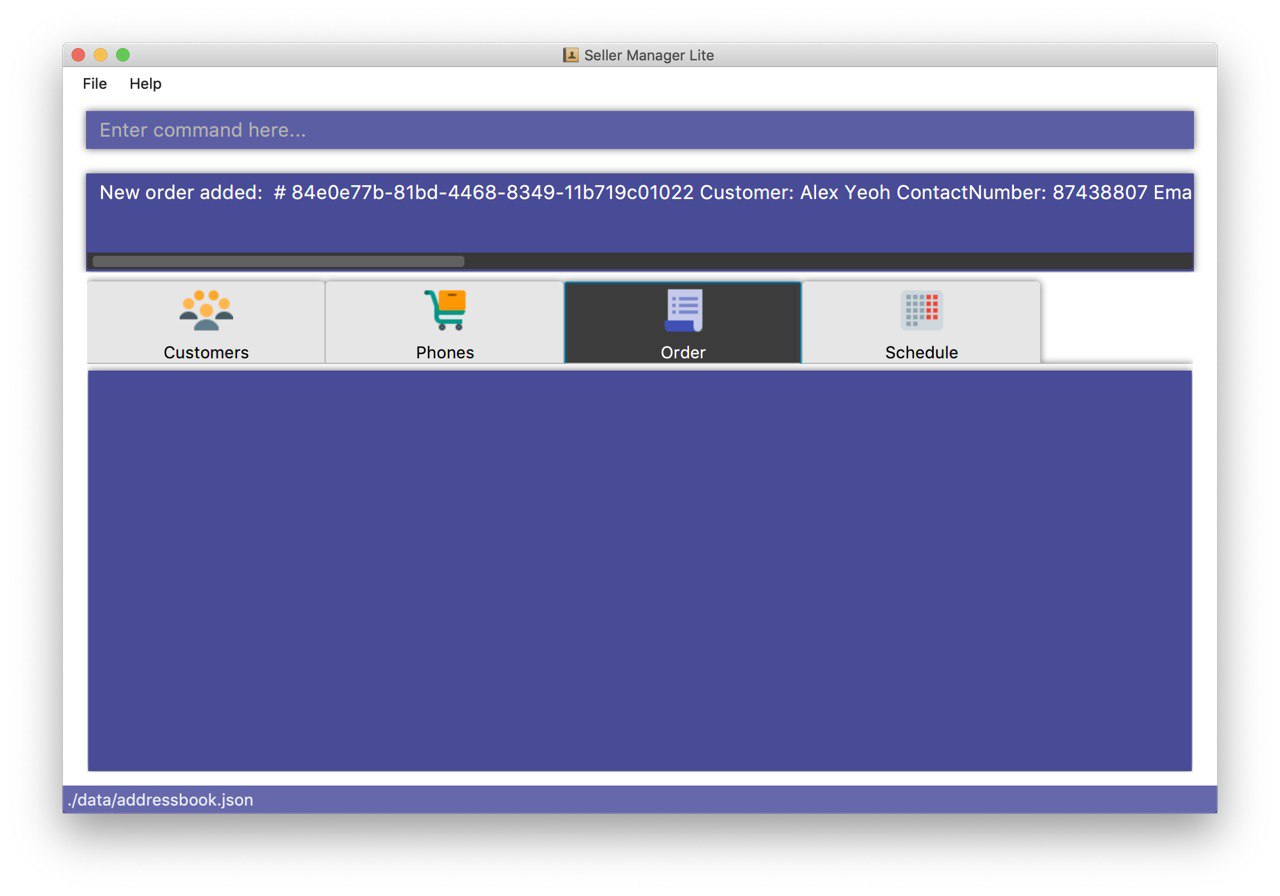 Seller Manager Lite
File Help
Enter command here...
New order added:  # 84e0e77b-81bd-4468-8349-11b719c01022 Customer: Alex Yeoh ContactNumber: 87438807 Ema
Customers Phones Order Schedule
./data/addressbook.json